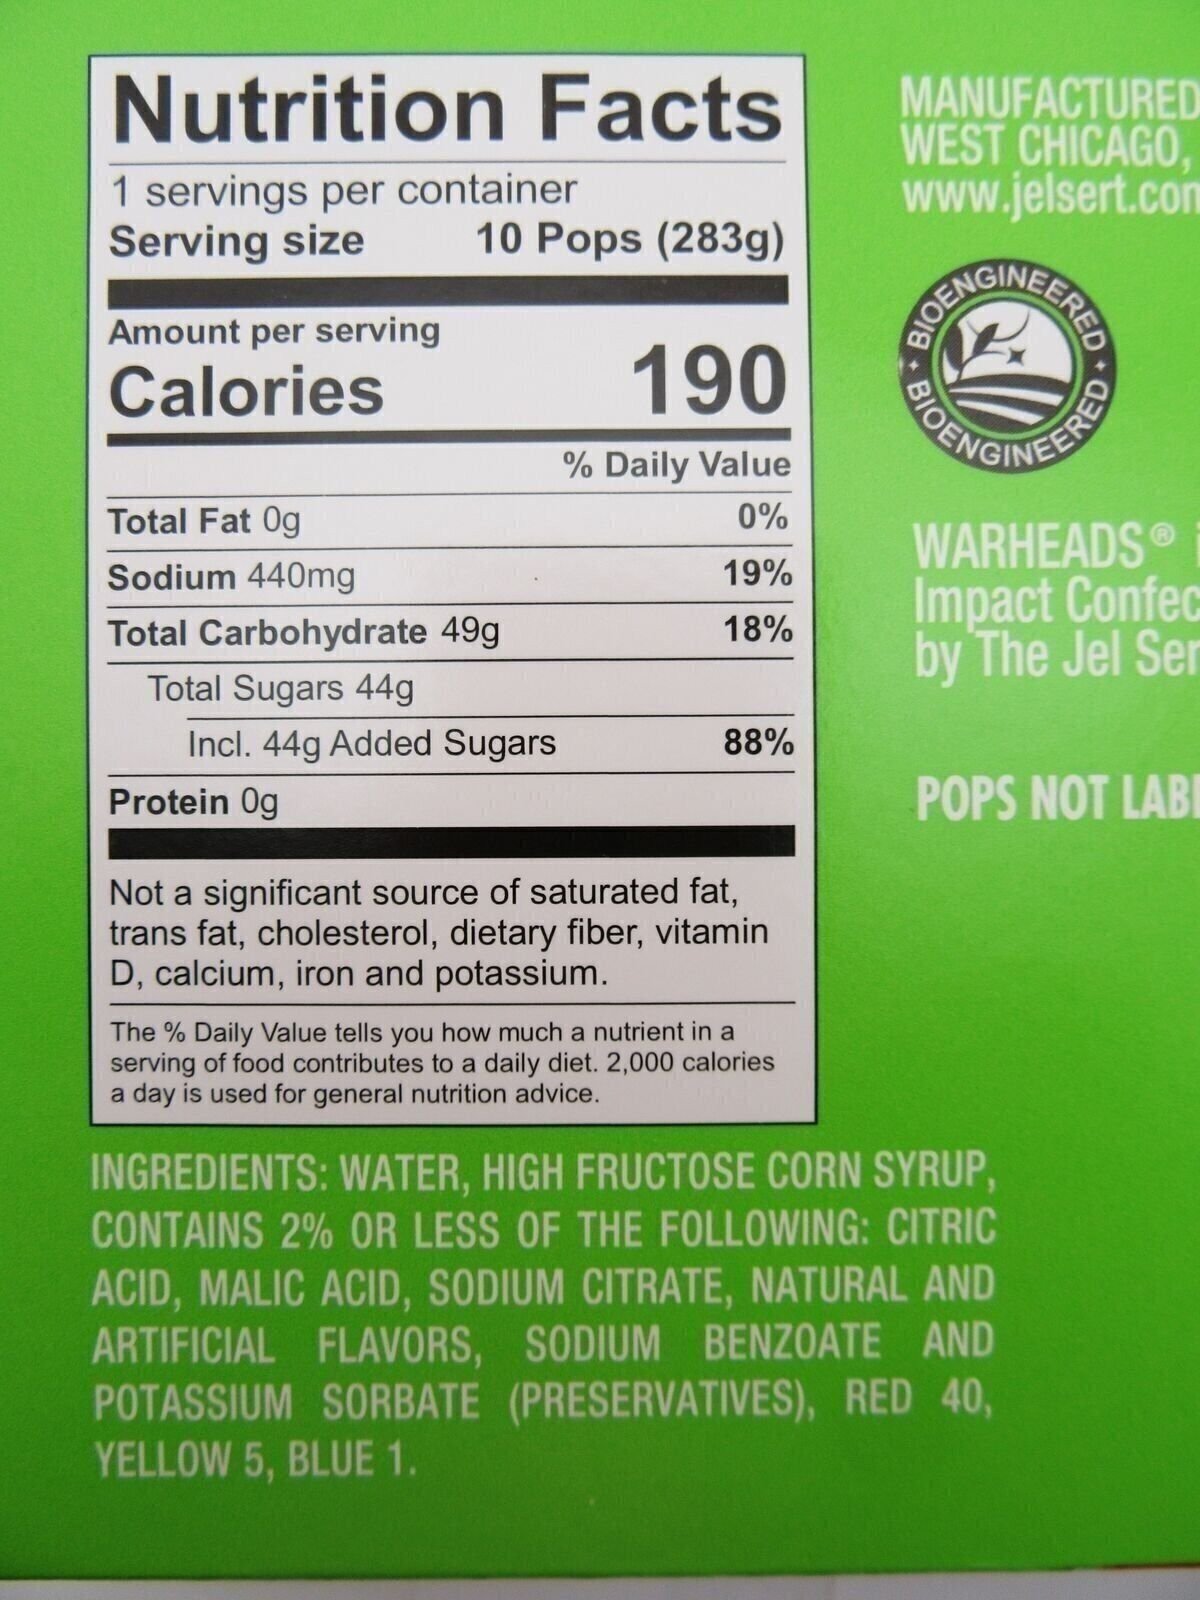 Nutrition Facts
1 servings per container
Serving size 10 Pops (283g)
Amount per serving
Calories 190
% Daily Value
Total Fat 0g 0%
Sodium 440mg 19%
Total Carbohydrate 49g 18%
Total Sugars 44g
Incl. 44g Added Sugars 88%
Protein 0g
Not a significant source of saturated fat,
trans fat, cholesterol, dietary fiber, vitamin
D, calcium, iron and potassium.
The % Daily Value tells you how much a nutrient in a
serving of food contributes to a daily diet. 2,000 calories
a day is used for general nutrition advice.
INGREDIENTS: WATER, HIGH FRUCTOSE CORN SYRUP,
CONTAINS 2% OR LESS OF THE FOLLOWING: CITRIC
ACID, MALIC ACID, SODIUM CITRATE, NATURAL AND
ARTIFICIAL FLAVORS, SODIUM BENZOATE AND
POTASSIUM SORBATE (PRESERVATIVES), RED 40,
YELLOW 5, BLUE 1.
MANUFACTURED
WEST CHICAGO,
www.jelsert.com
BIOENGINEERED
BIOENGINEERED
WARHEADS®
Impact Confec
by The Jel Ser
POPS NOT LAB